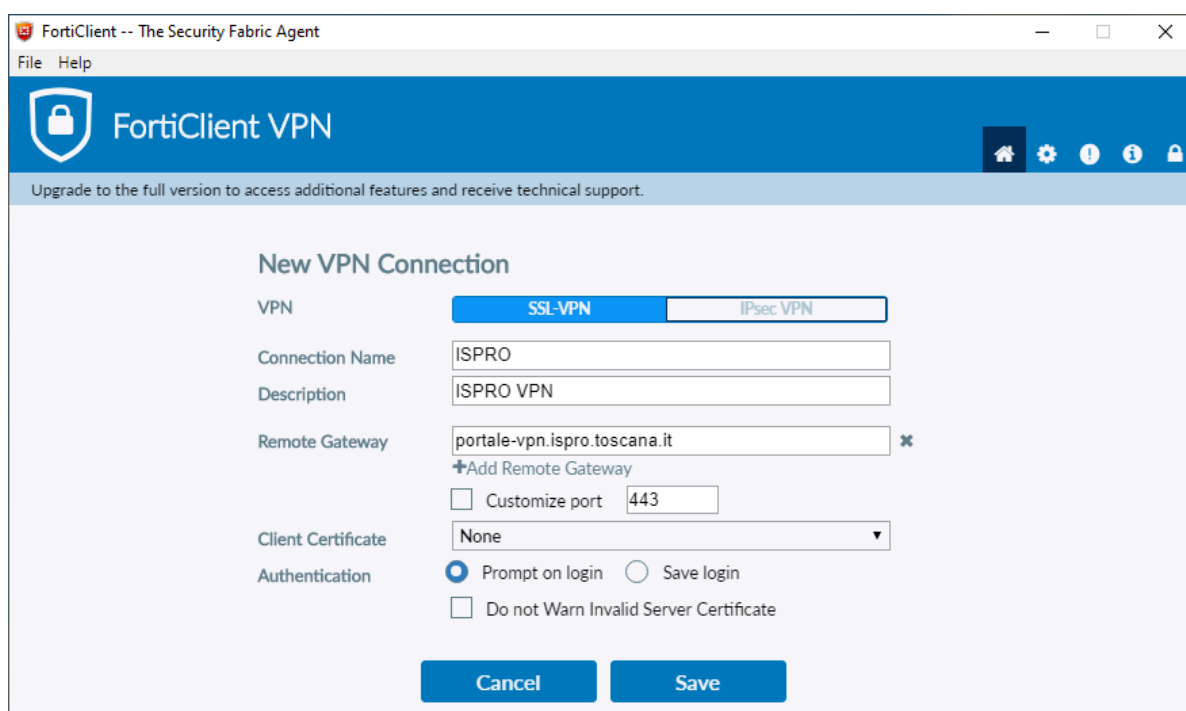 FortiClient -- The Security Fabric Agent
File Help
FortiClient VPN
Upgrade to the full version to access additional features and receive technical support.
New VPN Connection
VPN SSL-VPN IPsec VPN
Connection Name ISPRO
Description ISPRO VPN
Remote Gateway portale-vpn.ispro.toscana.it
+Add Remote Gateway
Customize port 443
Client Certificate None
Authentication Prompt on login Save login
Do not Warn Invalid Server Certificate
Cancel Save